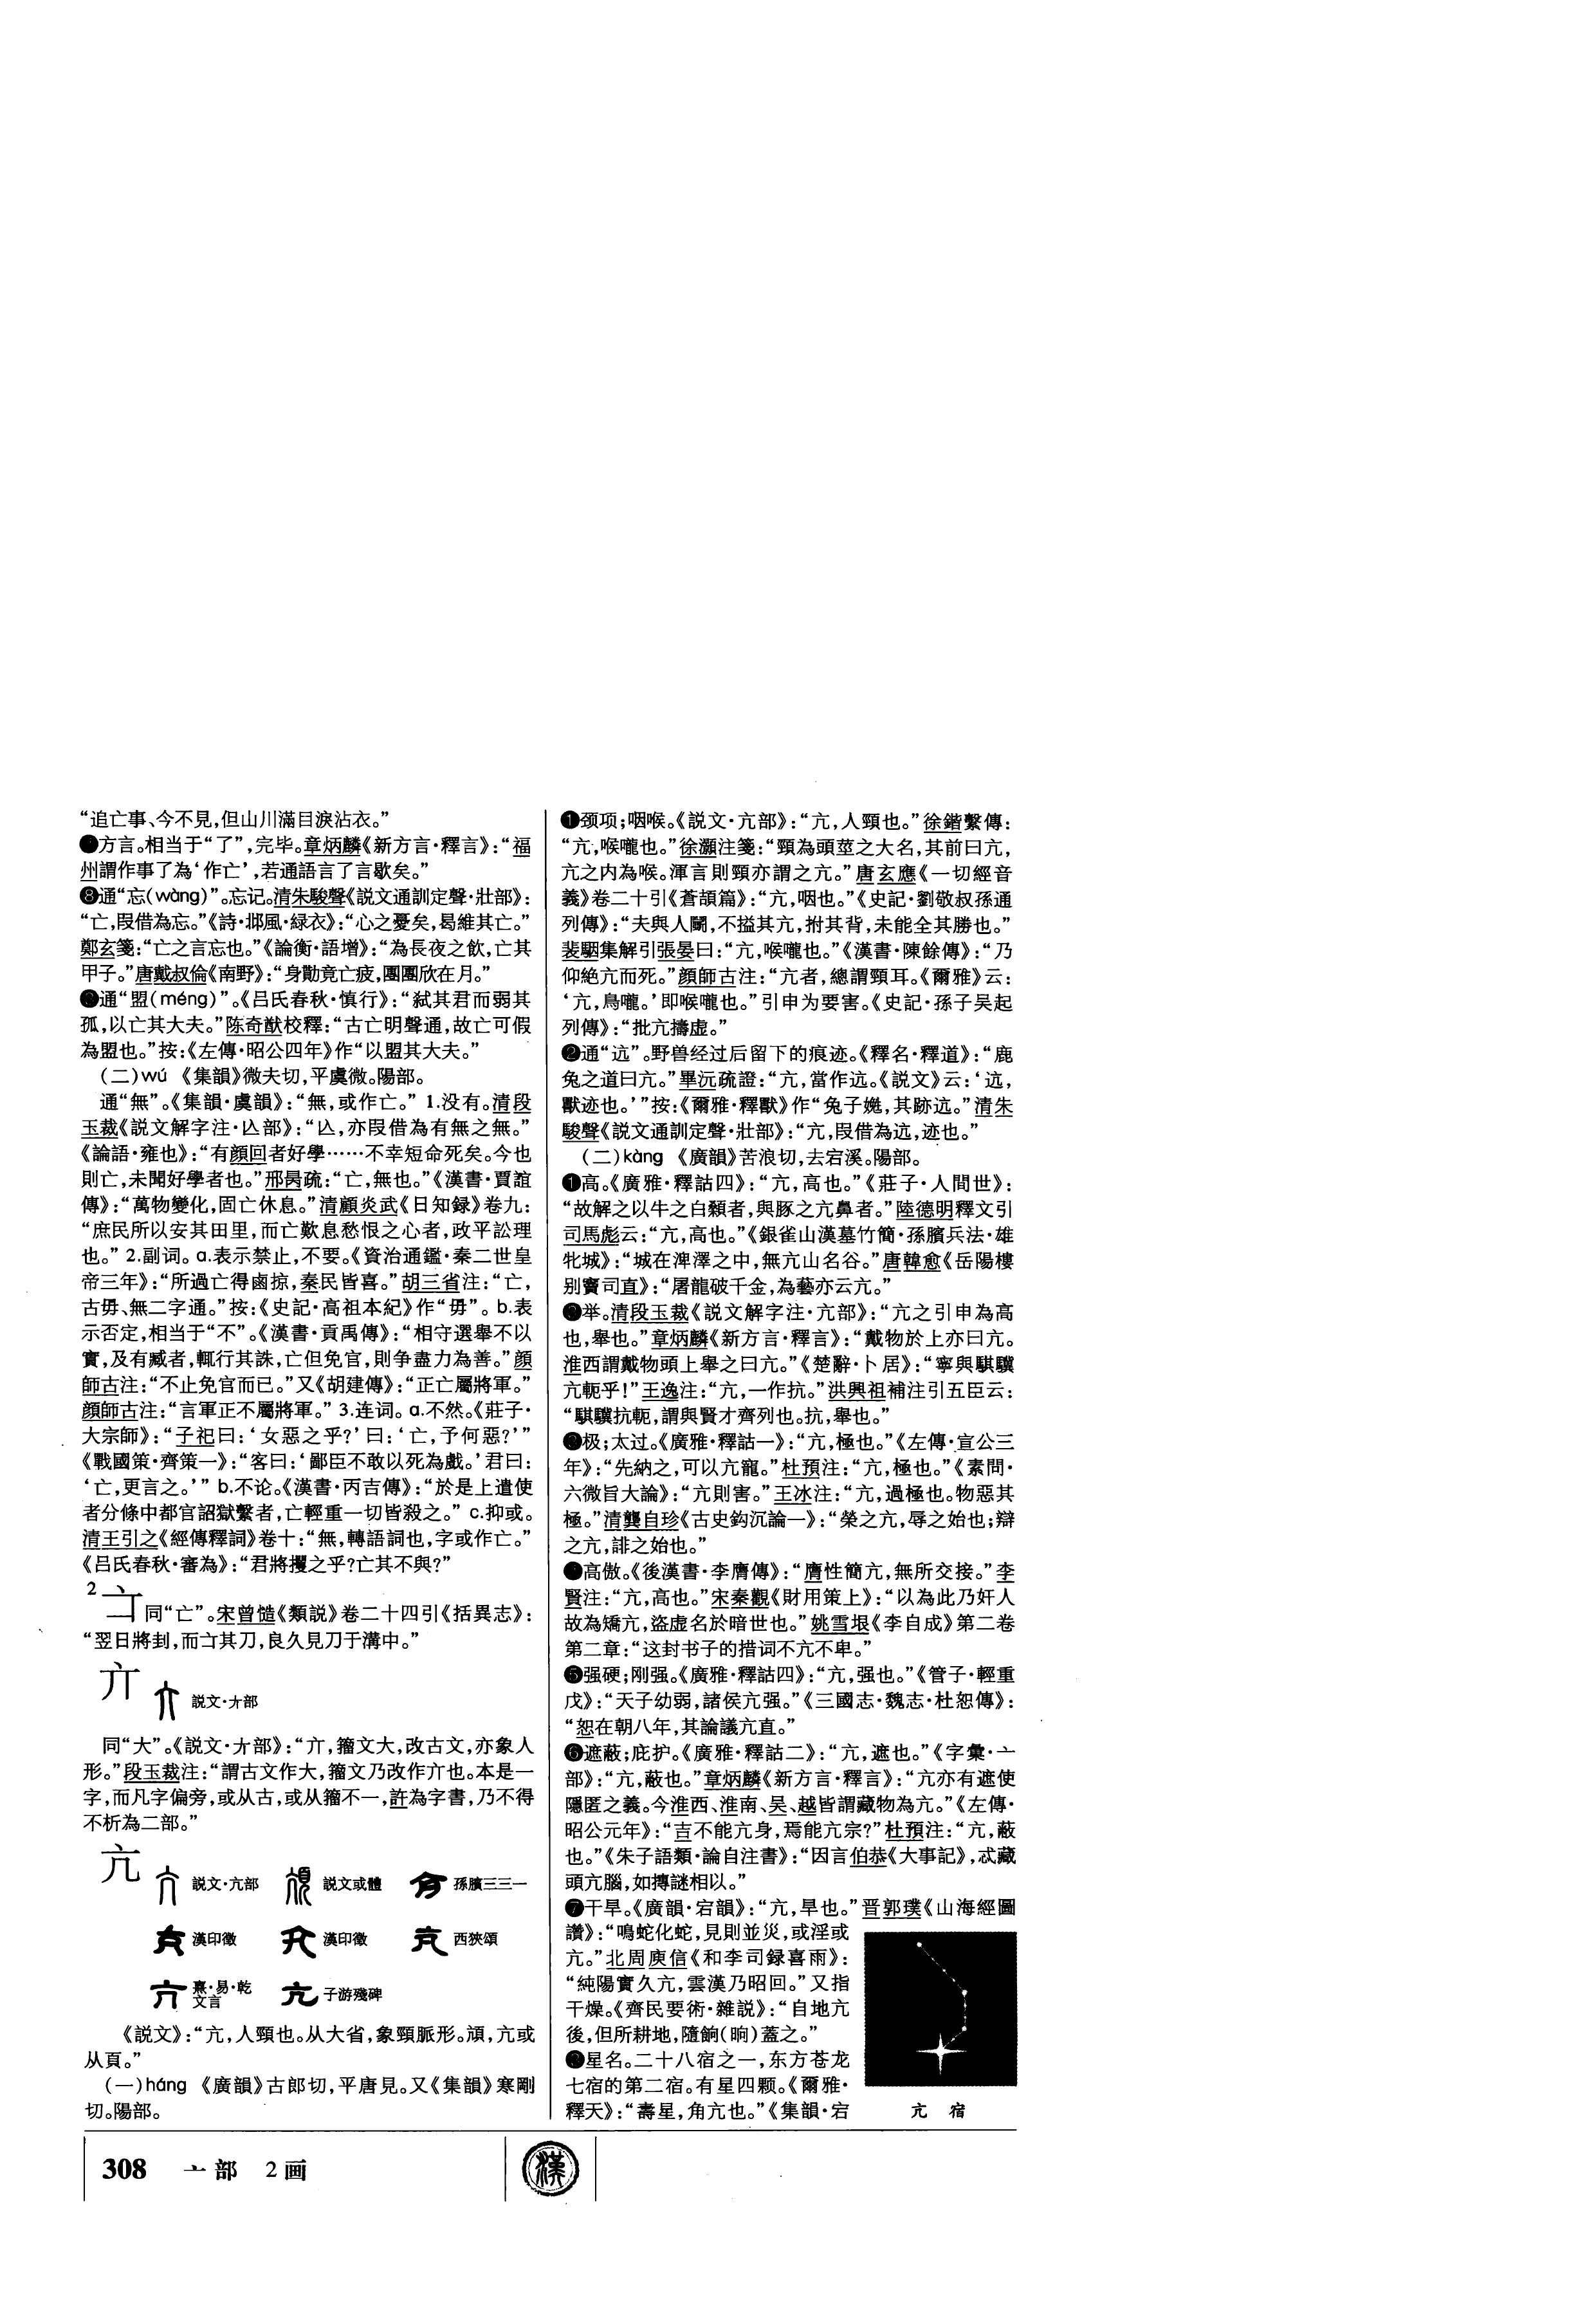 “追亡事、今不見,但山川滿目淚沾衣。”
方言。相当于“了”,完毕。章炳麟《新方言·釋言》:“福
州謂作事了為‘作亡’,若通語言了言歇矣。”
❽通“忘(wàng)”。忘记。清朱駿聲《説文通訓定聲·壯部》:
“亡,叚借為忘。”《詩·邶風·緑衣》:“心之憂矣,曷維其亡。”
鄭玄箋:“亡之言忘也。”《論衡·語增》:“為長夜之飲,亡其
甲子。”唐戴叔倫《南野》:“身勩竟亡疲,團團欣在月。”
通“盟(méng)”。《吕氏春秋·慎行》:“弑其君而弱其
孤,以亡其大夫。”陈奇猷校釋:“古亡明聲通,故亡可假
為盟也。”按:《左傳·昭公四年》作“以盟其大夫。”
(二)wú 《集韻》微夫切,平虞微。陽部。
通“無”。《集韻·虞韻》:“無,或作亡。” 1.没有。清段
玉裁《説文解字注·亾部》:“亾,亦叚借為有無之無。”
《論語·雍也》:“有顔回者好學……不幸短命死矣。今也
則亡,未聞好學者也。”邢昺疏:“亡,無也。”《漢書·賈誼
傳》:“萬物變化,固亡休息。”清顧炎武《日知録》卷九:
“庶民所以安其田里,而亡歎息愁恨之心者,政平訟理
也。” 2.副词。a.表示禁止,不要。《資治通鑑·秦二世皇
帝三年》:“所過亡得鹵掠,秦民皆喜。”胡三省注:“亡,
古毋、無二字通。”按:《史記·高祖本紀》作“毋”。b.表
示否定,相当于“不”。《漢書·貢禹傳》:“相守選舉不以
實,及有臧者,輒行其誅,亡但免官,則争盡力為善。”顔
師古注:“不止免官而已。”又《胡建傳》:“正亡屬將軍。”
顔師古注:“言軍正不屬將軍。” 3.连词。a.不然。《莊子·
大宗師》:“子祀曰:‘女惡之乎?’曰:‘亡,予何惡?’”
《戰國策·齊策一》:“客曰:‘鄙臣不敢以死為戲。’君曰:
‘亡,更言之。’” b.不论。《漢書·丙吉傳》:“於是上遣使
者分條中都官詔獄繫者,亡輕重一切皆殺之。” c.抑或。
清王引之《經傳釋詞》卷十:“無,轉語詞也,字或作亡。”
《吕氏春秋·審為》:“君將攫之乎?亡其不與?”
2 亠 同“亡”。宋曾慥《類説》卷二十四引《括異志》:
“翌日將封,而其刀,良久見刀于溝中。”
亣 説文·亣部
同“大”。《説文·亣部》:“亣,籀文大,改古文,亦象人
形。”段玉裁注:“謂古文作大,籀文乃改作亣也。本是一
字,而凡字偏旁,或从古,或从籀不一,許為字書,乃不得
不析為二部。”
亢 説文·亢部 説文或體 孫臏三三一
漢印徵 漢印徵 西狹頌
熹·易·乾文言 子游殘碑
《説文》:“亢,人頸也。从大省,象頸脈形。頏,亢或
从頁。”
(一)háng 《廣韻》古郎切,平唐見。又《集韻》寒剛
切。陽部。
❶颈项;咽喉。《説文·亢部》:“亢,人頸也。”徐鍇繫傳:
“亢,喉嚨也。”徐灝注箋:“頸為頭莖之大名,其前曰亢,
亢之内為喉。渾言則頸亦謂之亢。”唐玄應《一切經音
義》卷二十引《蒼頡篇》:“亢,咽也。”《史記·劉敬叔孫通
列傳》:“夫與人鬭,不搤其亢,拊其背,未能全其勝也。”
裴駰集解引張晏曰:“亢,喉嚨也。”《漢書·陳餘傳》:“乃
仰絶亢而死。”顔師古注:“亢者,總謂頸耳。《爾雅》云:
‘亢,鳥嚨。’即喉嚨也。”引申为要害。《史記·孫子吴起
列傳》:“批亢擣虚。”
❷通“迒”。野兽经过后留下的痕迹。《釋名·釋道》:“鹿
兔之道曰亢。”畢沅疏證:“亢,當作迒。《説文》云:‘迒,
獸迹也。’”按:《爾雅·釋獸》作“兔子嬎,其跡迒。”清朱
駿聲《説文通訓定聲·壯部》:“亢,叚借為迒,迹也。”
(二)kàng 《廣韻》苦浪切,去宕溪。陽部。
❶高。《廣雅·釋詁四》:“亢,高也。”《莊子·人間世》:
“故解之以牛之白顙者,與豚之亢鼻者。”陸德明釋文引
司馬彪云:“亢,高也。”《銀雀山漢墓竹簡·孫臏兵法·雄
牝城》:“城在渒澤之中,無亢山名谷。”唐韓愈《岳陽樓
别竇司直》:“屠龍破千金,為藝亦云亢。”
❷举。清段玉裁《説文解字注·亢部》:“亢之引申為高
也,舉也。”章炳麟《新方言·釋言》:“戴物於上亦曰亢。
淮西謂戴物頭上舉之曰亢。”《楚辭·卜居》:“寧與騏驥
亢軛乎!”王逸注:“亢,一作抗。”洪興祖補注引五臣云:
“騏驥抗軛,謂與賢才齊列也。抗,舉也。”
❸极;太过。《廣雅·釋詁一》:“亢,極也。”《左傳·宣公三
年》:“先納之,可以亢寵。”杜預注:“亢,極也。”《素問·
六微旨大論》:“亢則害。”王冰注:“亢,過極也。物惡其
極。”清龔自珍《古史鈎沉論一》:“榮之亢,辱之始也;辯
之亢,誹之始也。”
❹高傲。《後漢書·李膺傳》:“膺性簡亢,無所交接。”李
賢注:“亢,高也。”宋秦觀《財用策上》:“以為此乃奸人
故為矯亢,盗虚名於暗世也。”姚雪垠《李自成》第二卷
第二章:“这封书子的措词不亢不卑。”
❺强硬;刚强。《廣雅·釋詁四》:“亢,强也。”《管子·輕重
戊》:“天子幼弱,諸侯亢强。”《三國志·魏志·杜恕傳》:
“恕在朝八年,其論議亢直。”
❻遮蔽;庇护。《廣雅·釋詁二》:“亢,遮也。”《字彙·亠
部》:“亢,蔽也。”章炳麟《新方言·釋言》:“亢亦有遮使
隱匿之義。今淮西、淮南、吴、越皆謂藏物為亢。”《左傳·
昭公元年》:“吉不能亢身,焉能亢宗?”杜預注:“亢,蔽
也。”《朱子語類·論自注書》:“因言伯恭《大事記》,忒藏
頭亢腦,如摶謎相似。”
❼干旱。《廣韻·宕韻》:“亢,旱也。”晋郭璞《山海經圖
讚》:“鳴蛇化蛇,見則並災,或淫或
亢。”北周庾信《和李司録喜雨》:
“純陽實久亢,雲漢乃昭回。”又指
干燥。《齊民要術·雜説》:“自地亢
後,但所耕地,隨餉(晌)蓋之。”
❽星名。二十八宿之一,东方苍龙
七宿的第二宿。有星四颗。《爾雅·
釋天》:“壽星,角亢也。”《集韻·宕
亢 宿
308 亠部 2画
漢